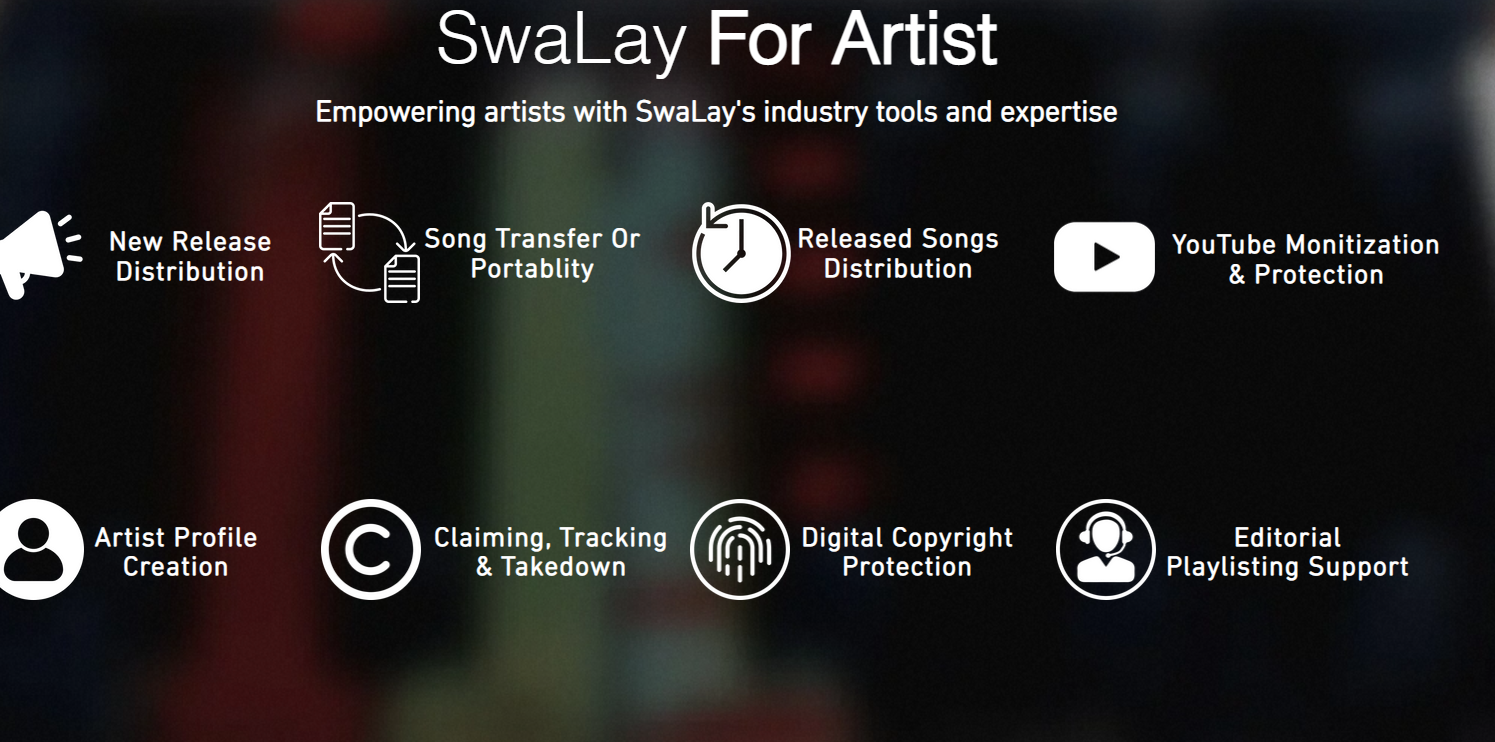 SwaLay For Artist
Empowering artists with SwaLay's industry tools and expertise
New Release
Distribution
Song Transfer Or
Portablity
Released Songs
Distribution
YouTube Monitization
& Protection
Artist Profile
Creation
Claiming, Tracking
& Takedown
Digital Copyright
Protection
Editorial
Playlisting Support